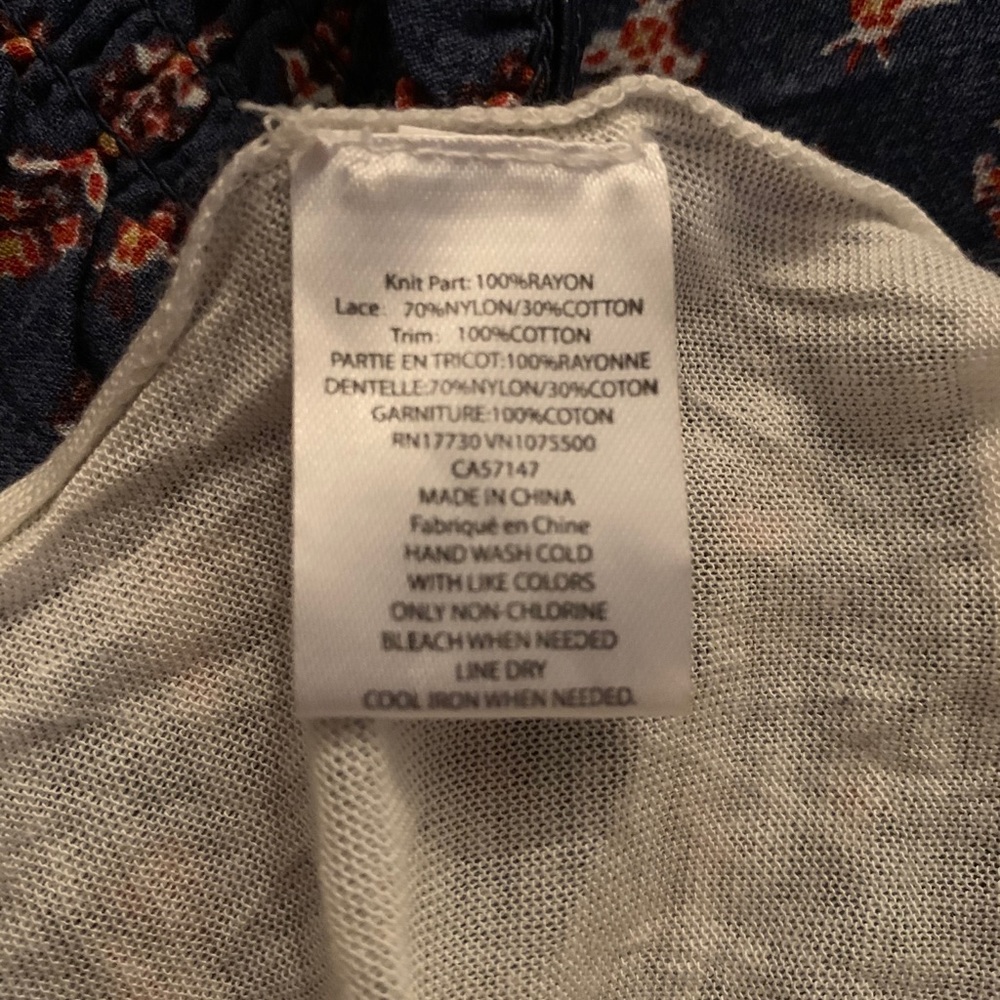 Knit Part: 100%RAYON
Lace: 70%NYLON/30%COTTON
Trim: 100%COTTON
PARTIE EN TRICOT:100%RAYONNE
DENTELLE:70%NYLON/30%COTON
GARNITURE:100%COTON
RN17730 VN1075500
CA57147
MADE IN CHINA
Fabriqué en Chine
HAND WASH COLD
WITH LIKE COLORS
ONLY NON-CHLORINE
BLEACH WHEN NEEDED
LINE DRY
COOL IRON WHEN NEEDED.